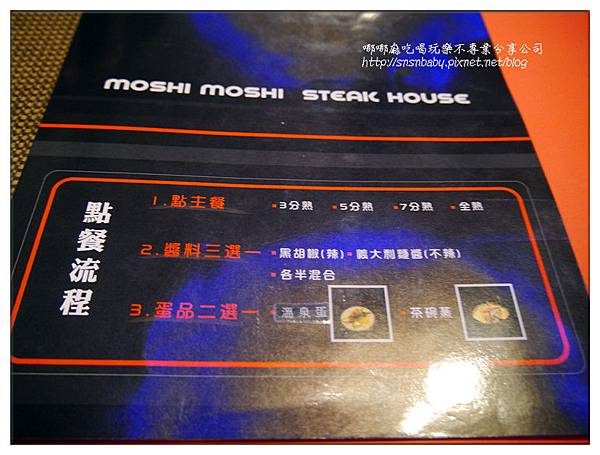 嘟嘟麻吃喝玩樂不專業分享公司
http://snsnbaby.pixnet.net/blog
MOSHI MOSHI STEAK HOUSE
點餐流程
1.點主餐 3分熟 5分熟 7分熟 全熟
2.醬料三選一 黑胡椒(辣) 義大利麵醬(不辣)
各半混合
3.蛋品二選一 溫泉蛋 茶碗蒸